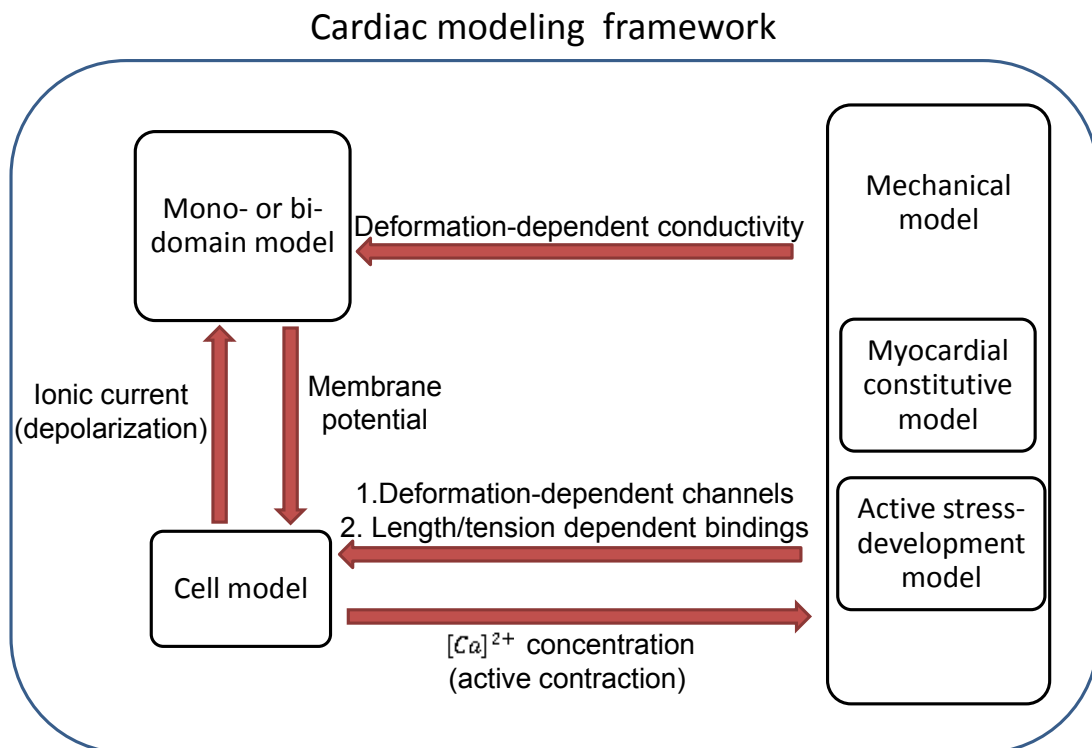 Cardiac modeling framework
Mono- or bi-
domain model
Deformation-dependent conductivity
Mechanical
model
Ionic current
(depolarization)
Membrane
potential
Myocardial
constitutive
model
1.Deformation-dependent channels
2. Length/tension dependent bindings
Active stress-
development
model
Cell model
[Ca]²⁺ concentration
(active contraction)